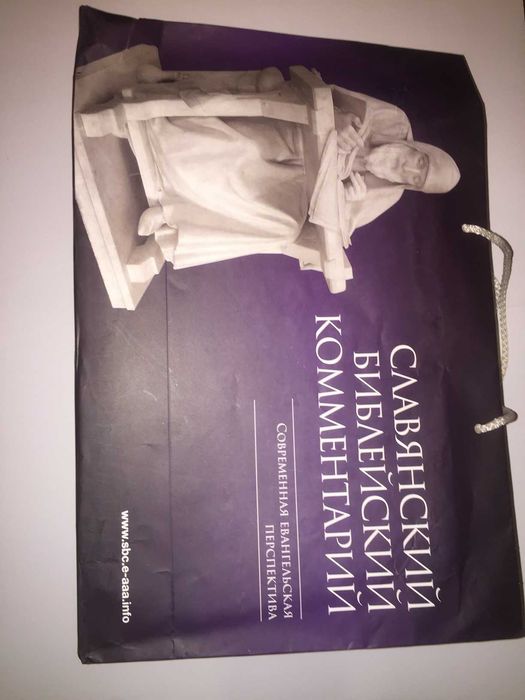 СЛАВЯНСКИЙ
БИБЛЕЙСКИЙ
КОММЕНТАРИЙ
СОВРЕМЕННАЯ ЕВАНГЕЛЬСКАЯ
ПЕРСПЕКТИВА
www.sbc.e-aaa.info